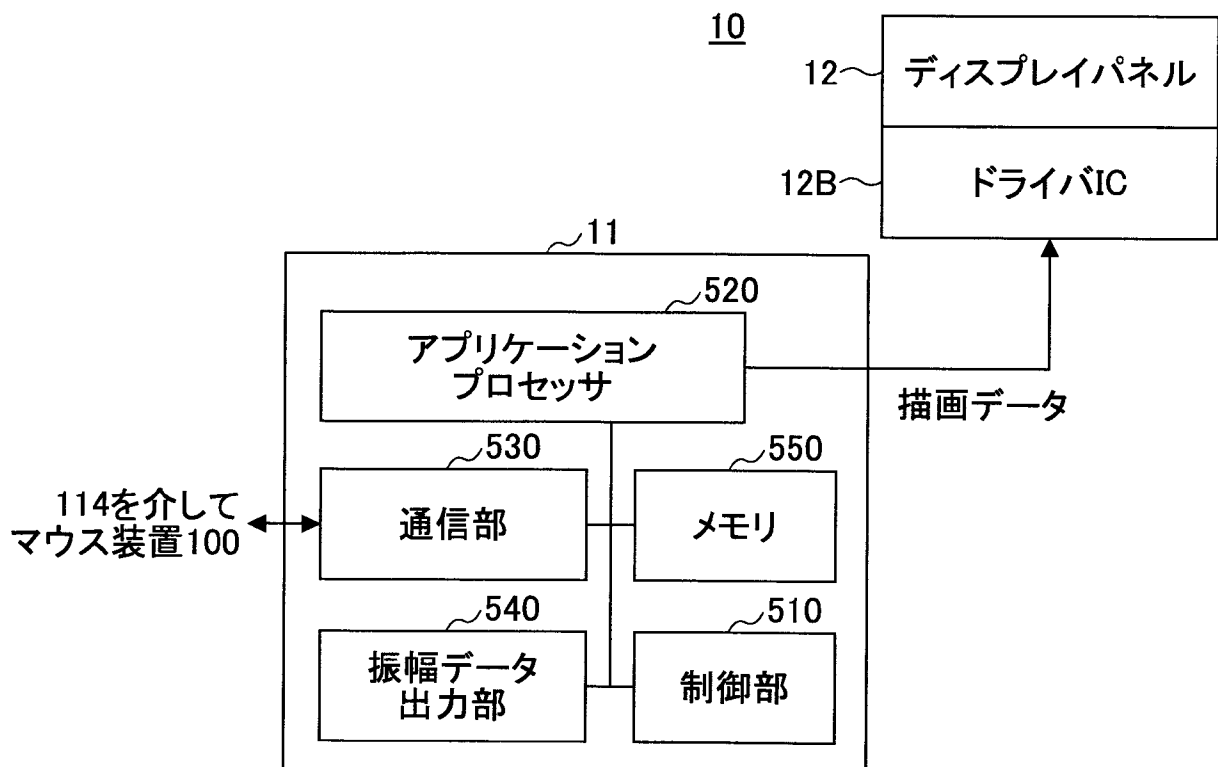 10
12
ディスプレイパネル
12B
ドライバIC
11
520
アプリケーション
プロセッサ
描画データ
530
通信部
550
メモリ
114を介して
マウス装置100
540
振幅データ
出力部
510
制御部